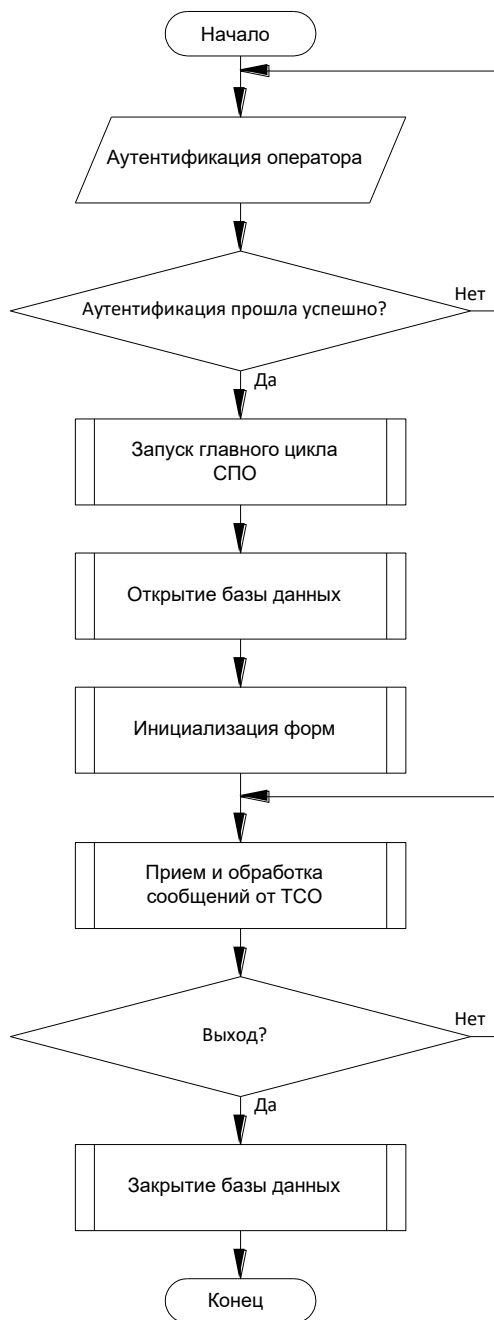 Начало
Аутентификация оператора
Аутентификация прошла успешно?
Нет
Да
Запуск главного цикла
СПО
Открытие базы данных
Инициализация форм
Прием и обработка
сообщений от ТСО
Выход?
Нет
Да
Закрытие базы данных
Конец